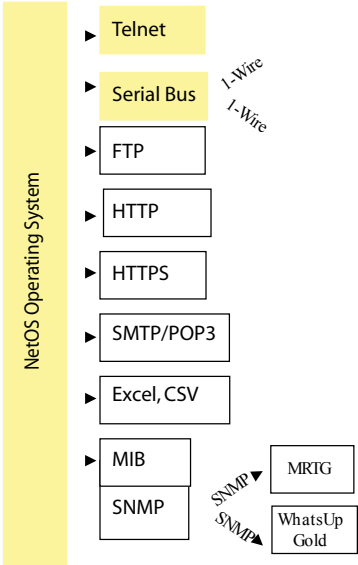 NetOS Operating System
Telnet
Serial Bus
1-Wire
1-Wire
FTP
HTTP
HTTPS
SMTP/POP3
Excel, CSV
MIB
SNMP
SNMP
MRTG
SNMP
WhatsUp
Gold